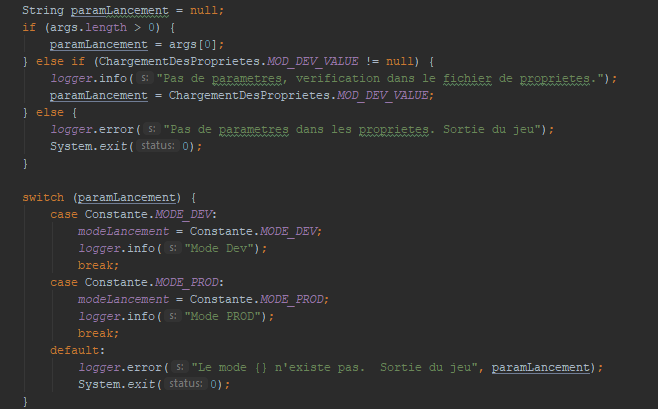 String paramLancement = null;
if (args.length > 0) {
    paramLancement = args[0];
} else if (ChargementDesProprietes.MOD_DEV_VALUE != null) {
    logger.info( s: "Pas de parametres, verification dans le fichier de proprietes.");
    paramLancement = ChargementDesProprietes.MOD_DEV_VALUE;
} else {
    logger.error( s: "Pas de parametres dans les proprietes. Sortie du jeu");
    System.exit( status: 0);
}
switch (paramLancement) {
    case Constante.MODE_DEV:
        modeLancement = Constante.MODE_DEV;
        logger.info( s: "Mode Dev");
        break;
    case Constante.MODE_PROD:
        modeLancement = Constante.MODE_PROD;
        logger.info( s: "Mode PROD");
        break;
    default:
        logger.error( s: "Le mode {} n'existe pas.  Sortie du jeu", paramLancement);
        System.exit( status: 0);
}